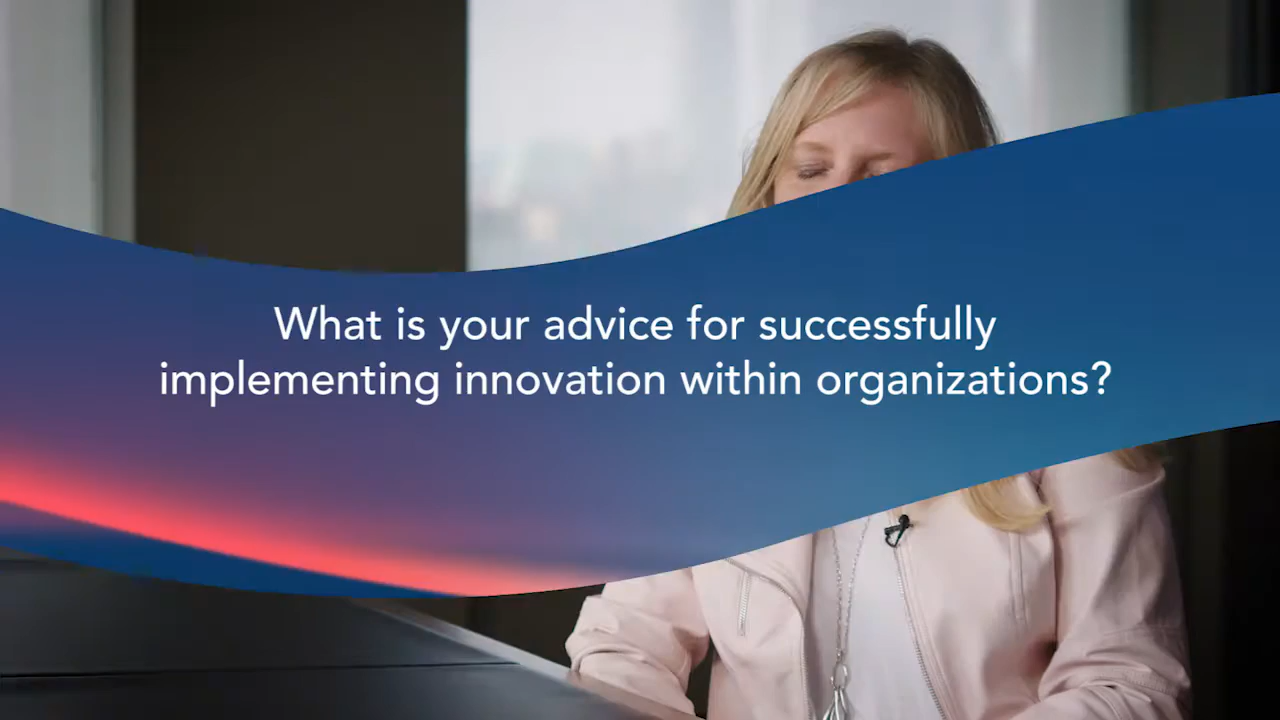 What is your advice for successfully
implementing innovation within organizations?